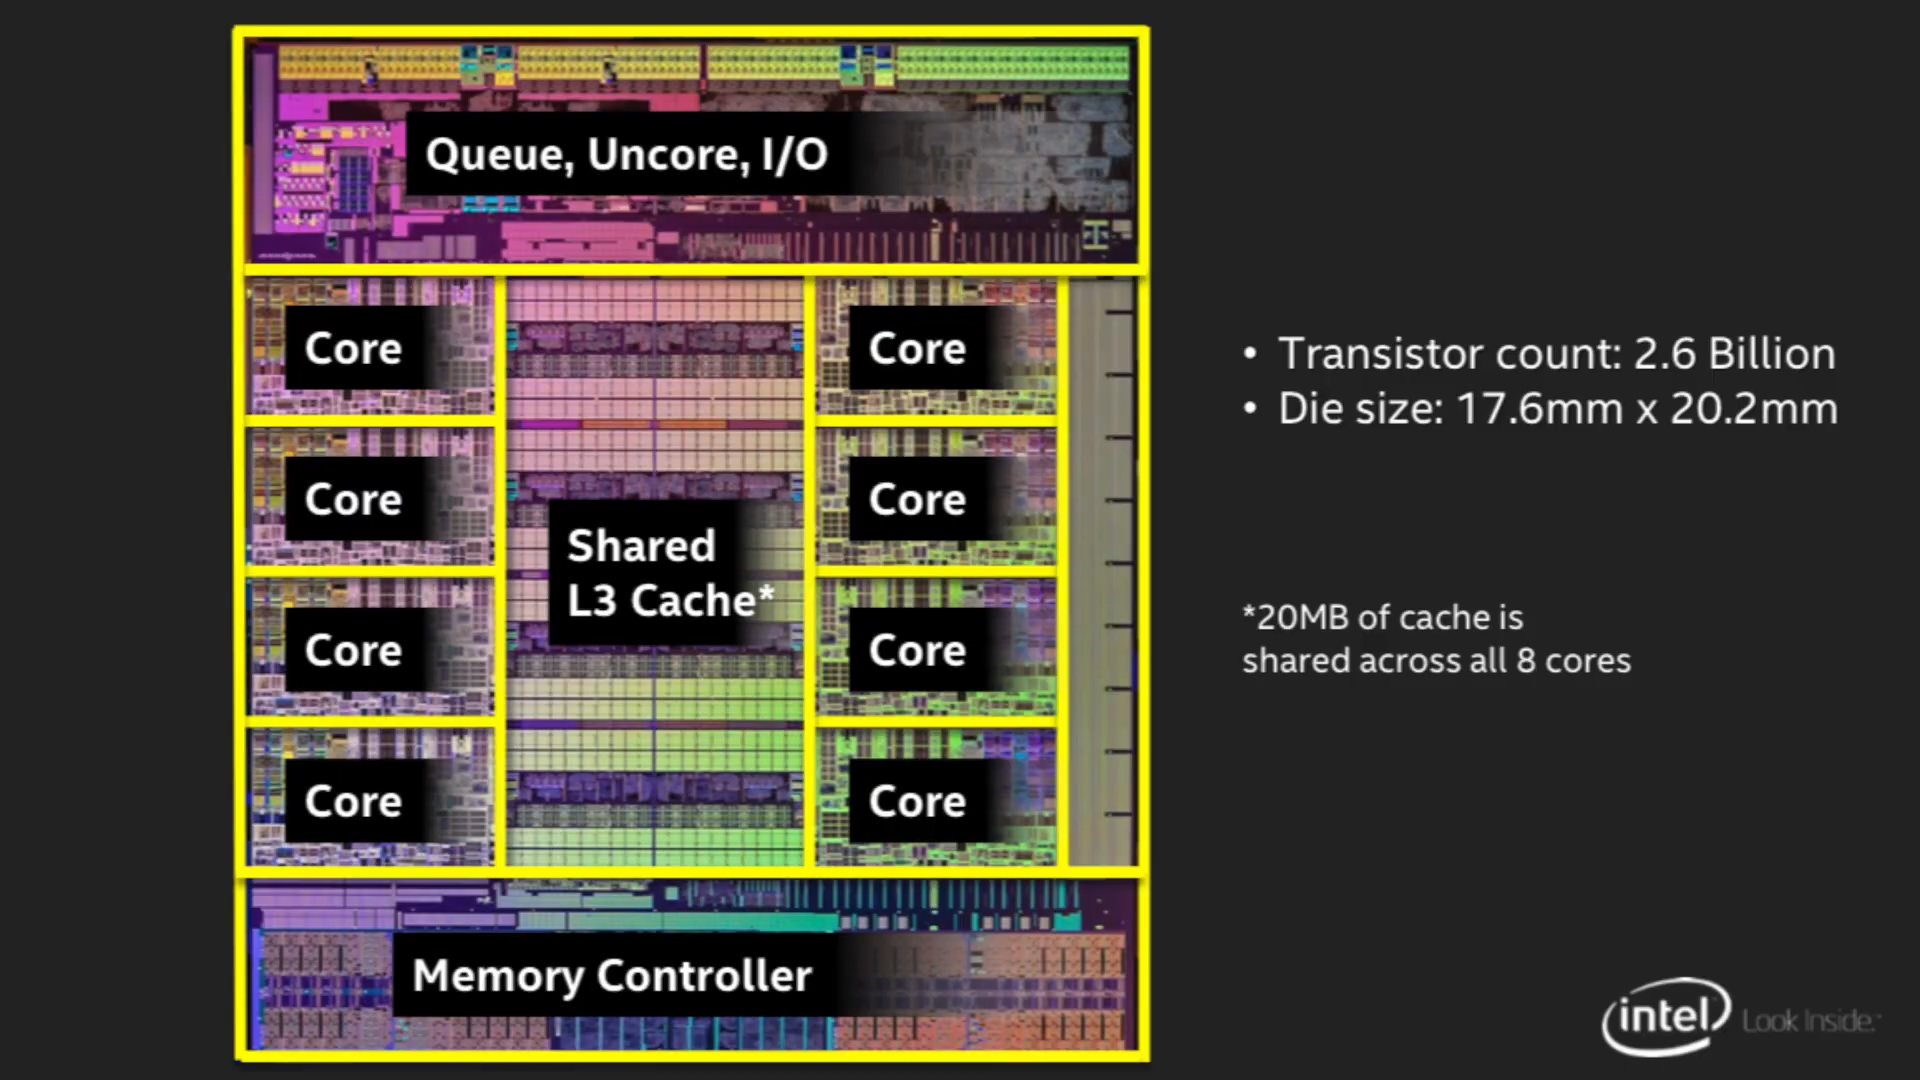 Queue, Uncore, I/O
Core
Core
Core
Core
Shared
L3 Cache*
Core
Core
Core
Core
Memory Controller
• Transistor count: 2.6 Billion
• Die size: 17.6mm x 20.2mm
*20MB of cache is
shared across all 8 cores
intel Look Inside.™